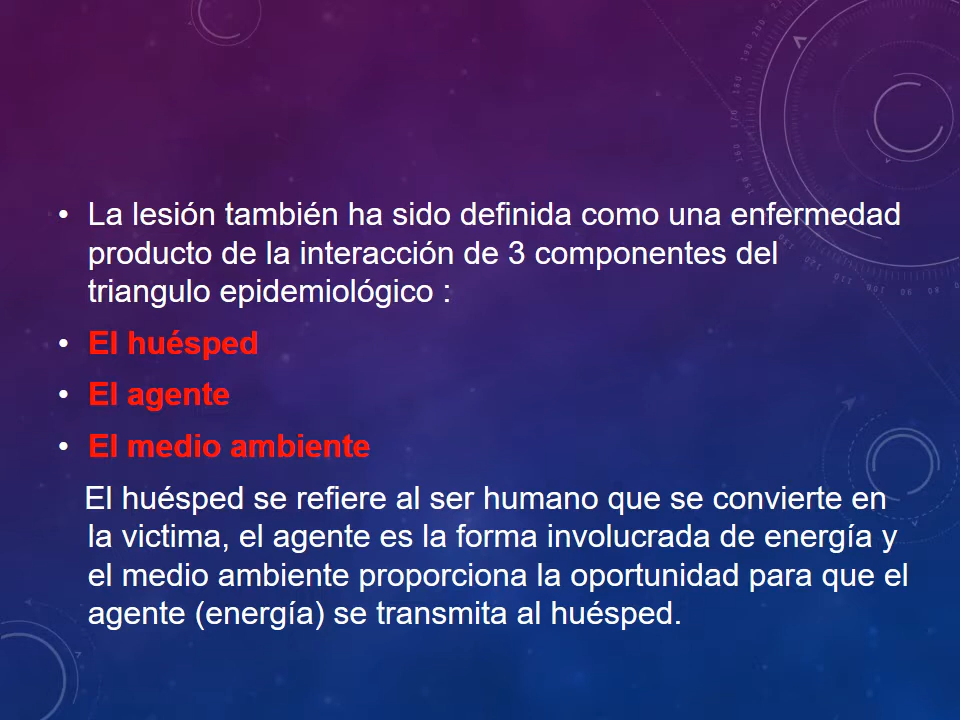 • La lesión también ha sido definida como una enfermedad
producto de la interacción de 3 componentes del
triangulo epidemiológico :
• El huésped
• El agente
• El medio ambiente
El huésped se refiere al ser humano que se convierte en
la victima, el agente es la forma involucrada de energía y
el medio ambiente proporciona la oportunidad para que el
agente (energía) se transmita al huésped.